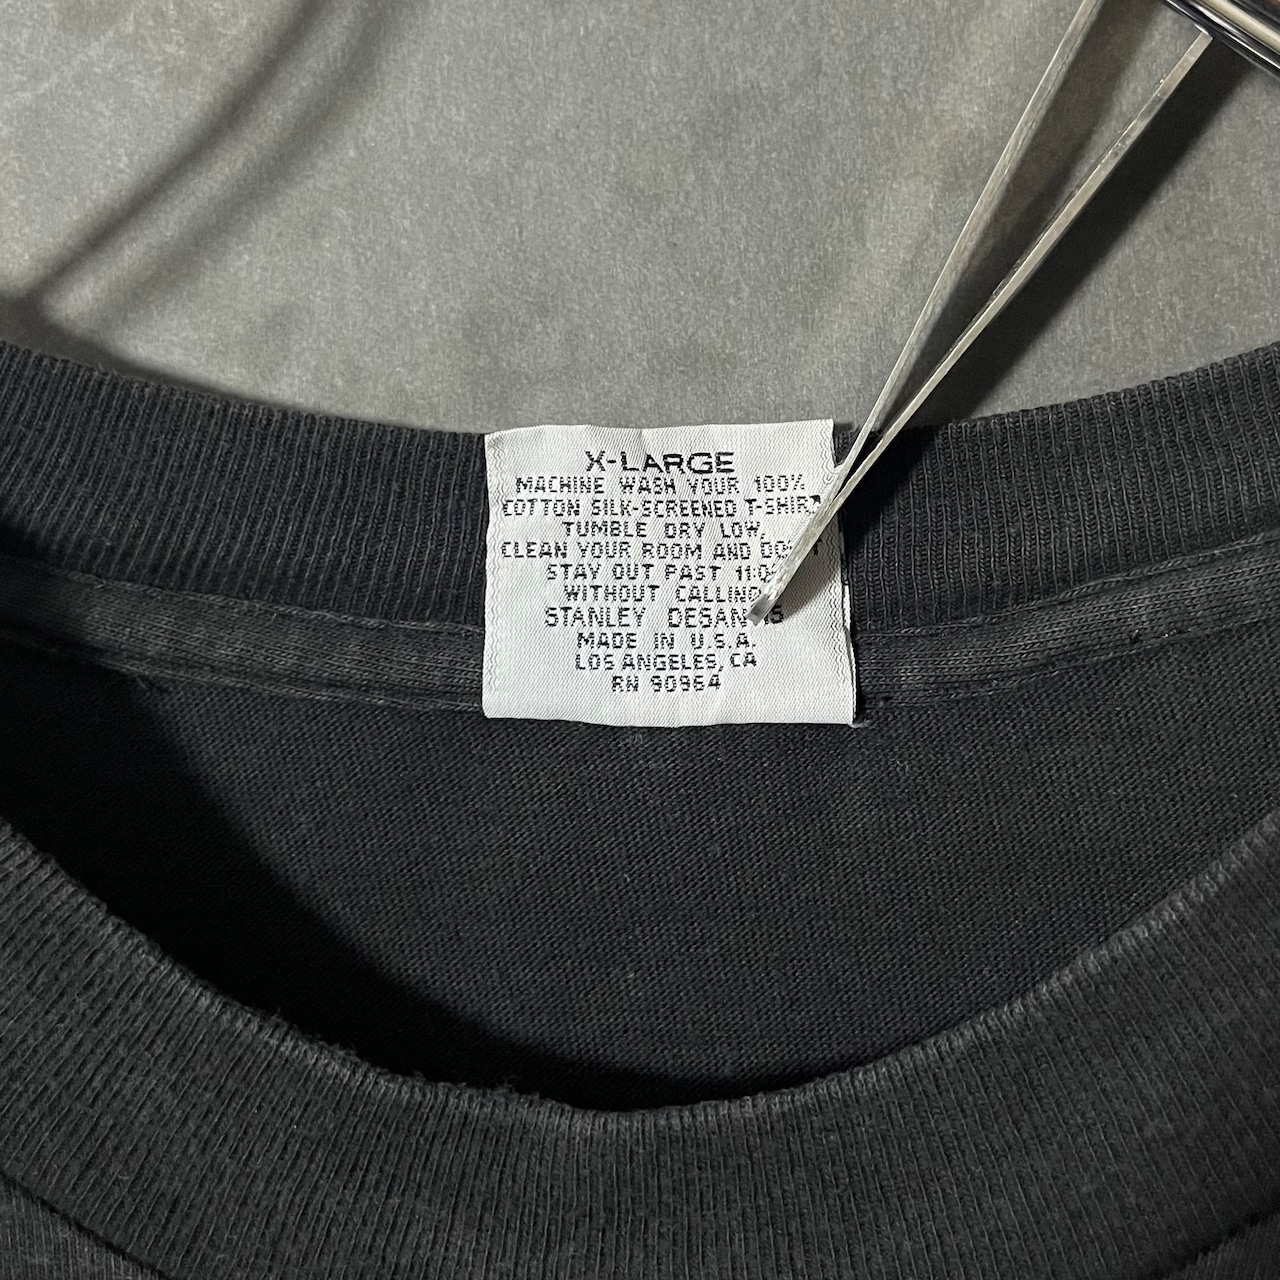 X-LARGE
MACHINE WASH YOUR 100%
COTTON SILK-SCREENED T-SHIRT
TUMBLE DRY LOW,
CLEAN YOUR ROOM AND DON'T
STAY OUT PAST
WITHOUT CALLING
STANLEY
MADE IN U.S.A.
LOS ANGELES, CA
RN 90964